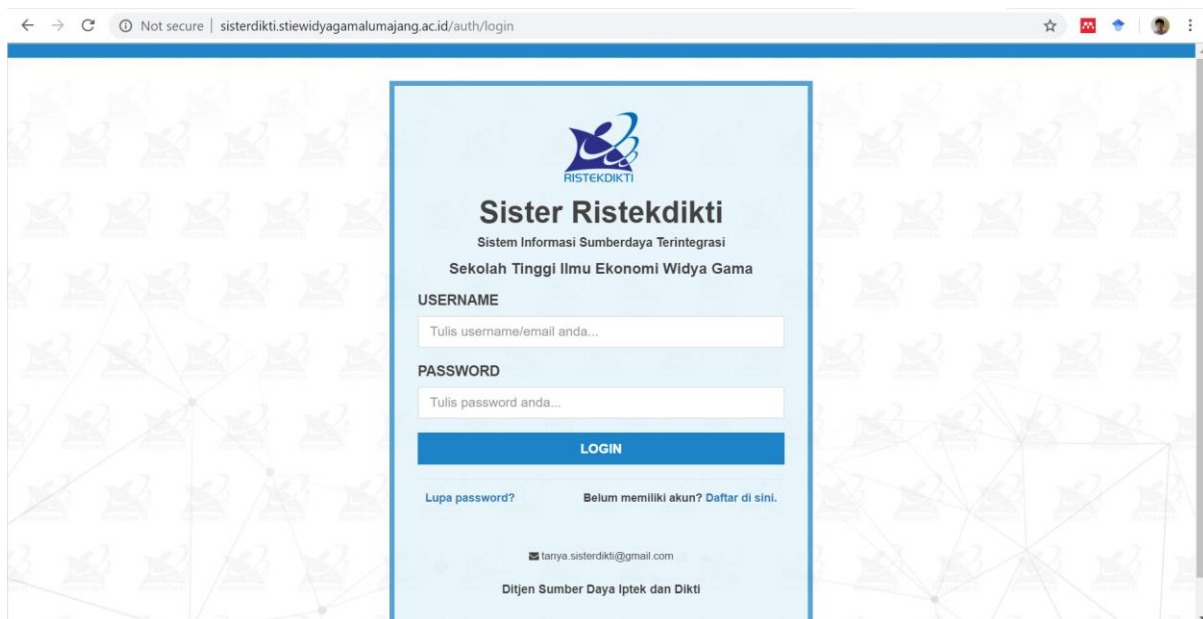 Not secure | sisterdikti.stiewidyagamalumajang.ac.id/auth/login
RISTEKDIKTI
Sister Ristekdikti
Sistem Informasi Sumberdaya Terintegrasi
Sekolah Tinggi Ilmu Ekonomi Widya Gama
USERNAME
Tulis username/email anda...
PASSWORD
Tulis password anda...
LOGIN
Lupa password? Belum memiliki akun? Daftar di sini.
tanya.sisterdikti@gmail.com
Ditjen Sumber Daya Iptek dan Dikti